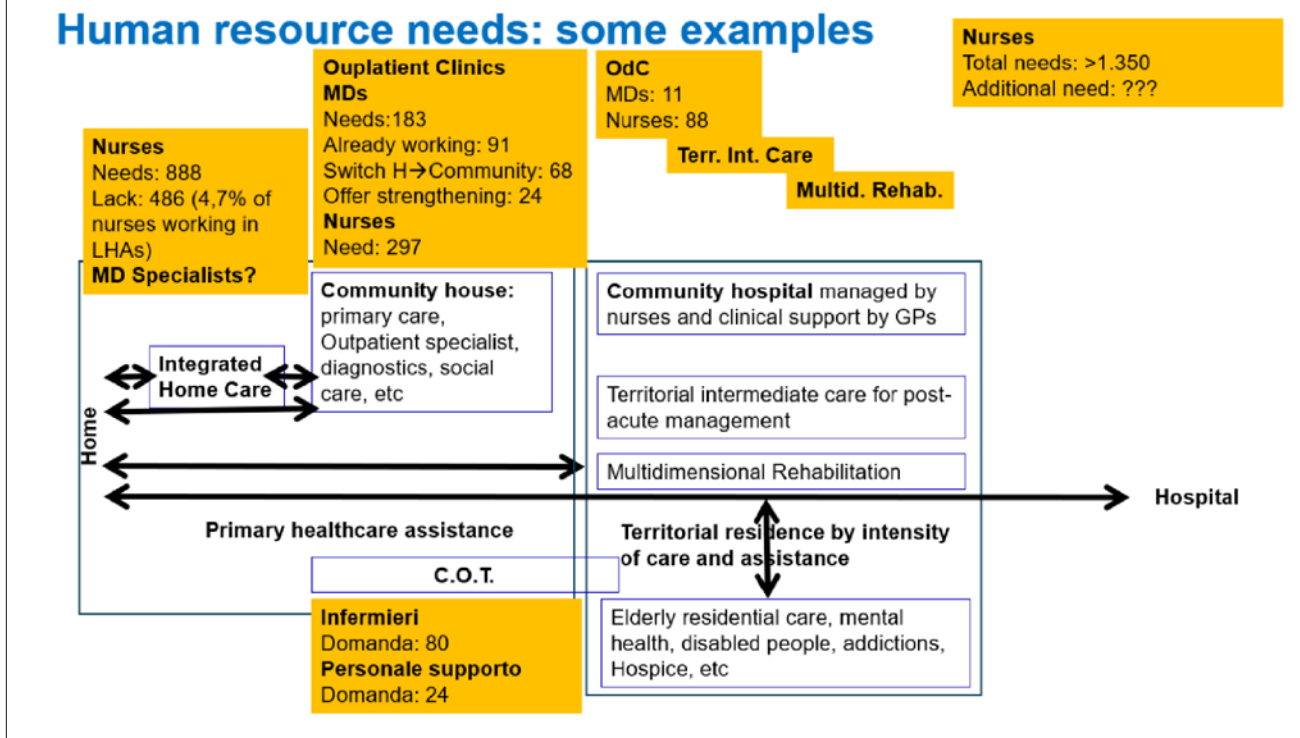 Human resource needs: some examples
Nurses
Total needs: >1.350
Additional need: ???
Ouplatient Clinics
MDs
Needs:183
Already working: 91
Switch H→Community: 68
Offer strengthening: 24
Nurses
Need: 297
OdC
MDs: 11
Nurses: 88
Terr. Int. Care
Multid. Rehab.
Nurses
Needs: 888
Lack: 486 (4,7% of
nurses working in
LHAs)
MD Specialists?
Community house:
primary care,
Outpatient specialist,
diagnostics, social
care, etc
Community hospital managed by
nurses and clinical support by GPs
Integrated
Home Care
Home
Territorial intermediate care for post-
acute management
Multidimensional Rehabilitation
Hospital
Primary healthcare assistance
Territorial residence by intensity
of care and assistance
C.O.T.
Infermieri
Domanda: 80
Personale supporto
Domanda: 24
Elderly residential care, mental
health, disabled people, addictions,
Hospice, etc